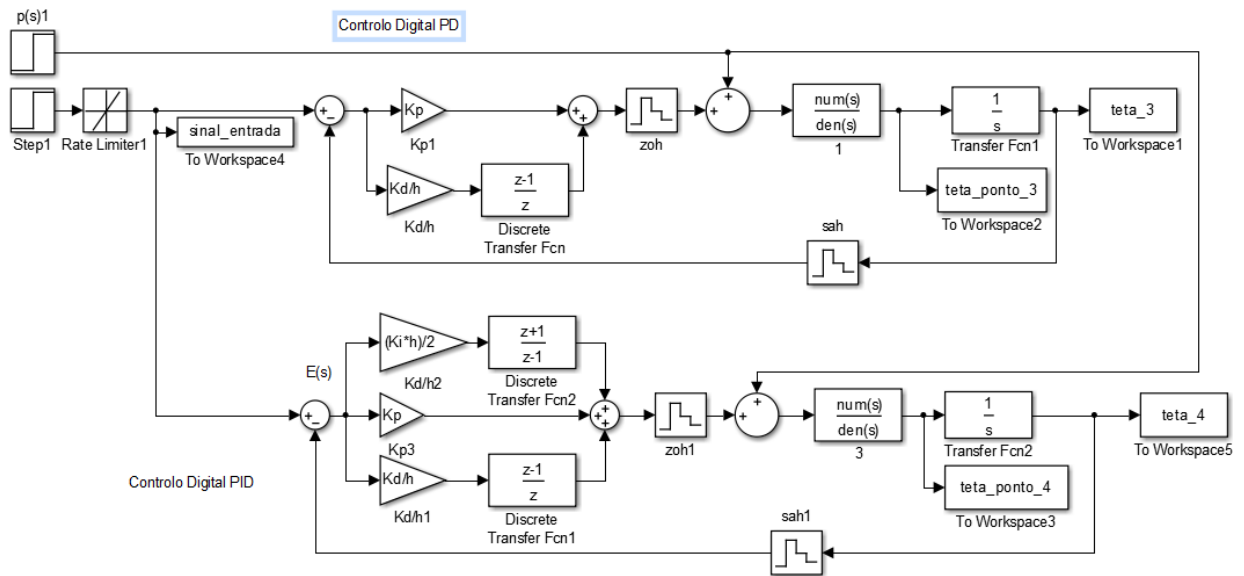 p(s)1
Controlo Digital PD
Step1
Rate Limiter1
sinal_entrada
To Workspace4
+
-
Kp
Kp1
Kd/h
Kd/h
z-1
z
Discrete
Transfer Fcn
+
+
zoh
+
+
num(s)
den(s)
1
1
s
Transfer Fcn1
teta_3
To Workspace1
teta_ponto_3
To Workspace2
sah
E(s)
+
-
(Ki*h)/2
Kd/h2
z+1
z-1
Discrete
Transfer Fcn2
Kp
Kp3
Kd/h
Kd/h1
z-1
z
Discrete
Transfer Fcn1
+
+
+
zoh1
+
+
num(s)
den(s)
3
1
s
Transfer Fcn2
teta_4
To Workspace5
teta_ponto_4
To Workspace3
sah1
Controlo Digital PID